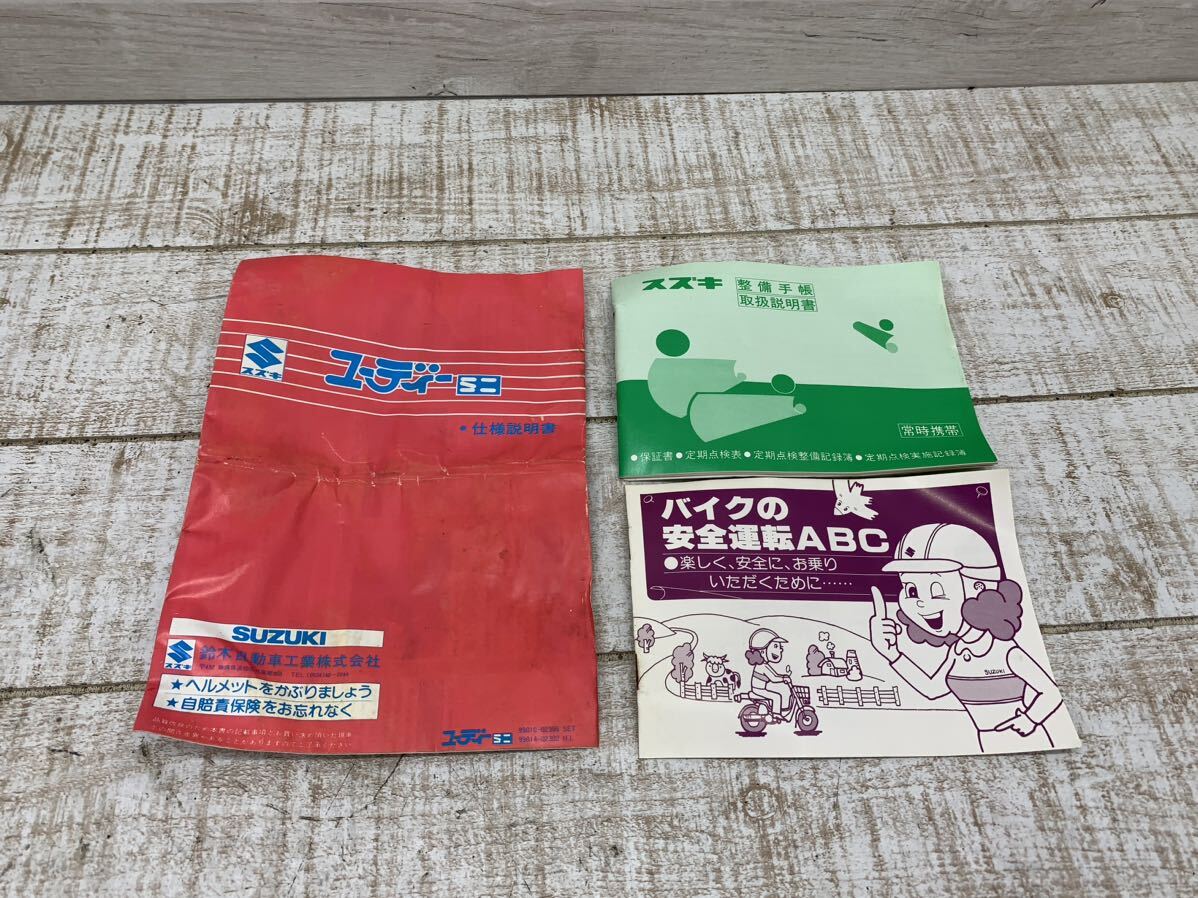 スズキ
ユーディーミニ
・仕様説明書
SUZUKI
スズキ
鈴木自動車工業株式会社
★ヘルメットをかぶりましょう
★自賠責保険をお忘れなく
ユーディーミニ
スズキ
整備手帳
取扱説明書
常時携帯
●保証書●定期点検表●定期点検整備記録簿●定期点検実施記録簿
バイクの
安全運転ABC
●楽しく、安全に、お乗り
いただくために……
SUZUKI